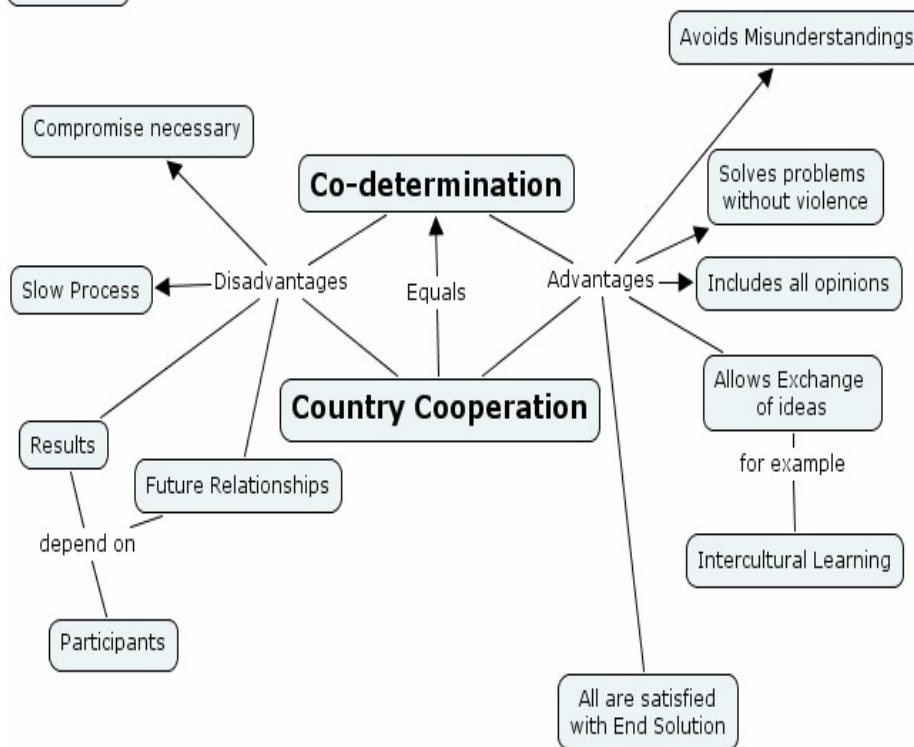 Avoids Misunderstandings
Compromise necessary
Co-determination
Solves problems
without violence
Slow Process
Disadvantages
Equals
Advantages
Includes all opinions
Country Cooperation
Allows Exchange
of ideas
Results
Future Relationships
for example
depend on
Intercultural Learning
Participants
All are satisfied
with End Solution